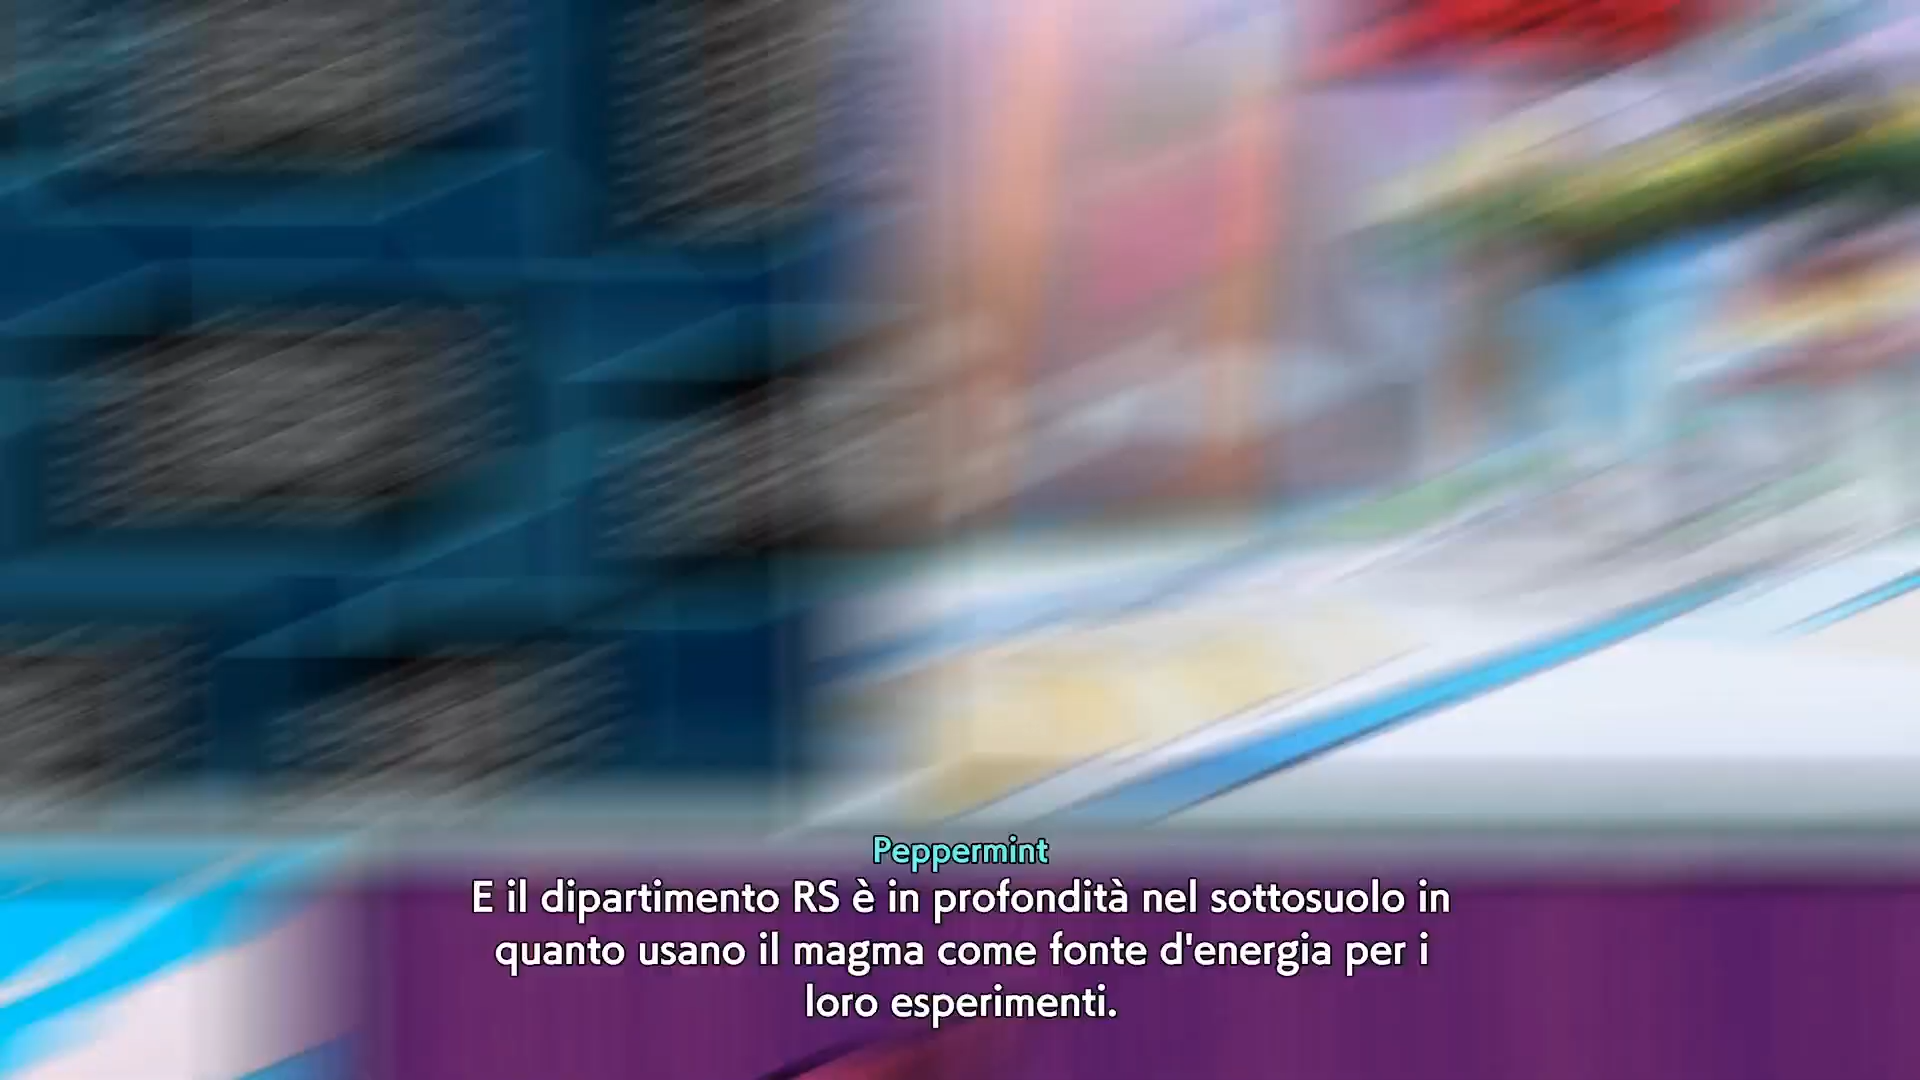 Peppermint
E il dipartimento RS è in profondità nel sottosuolo in
quanto usano il magma come fonte d'energia per i
loro esperimenti.